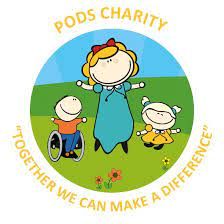 PODS CHARITY
"TOGETHER WE CAN MAKE A DIFFERENCE"